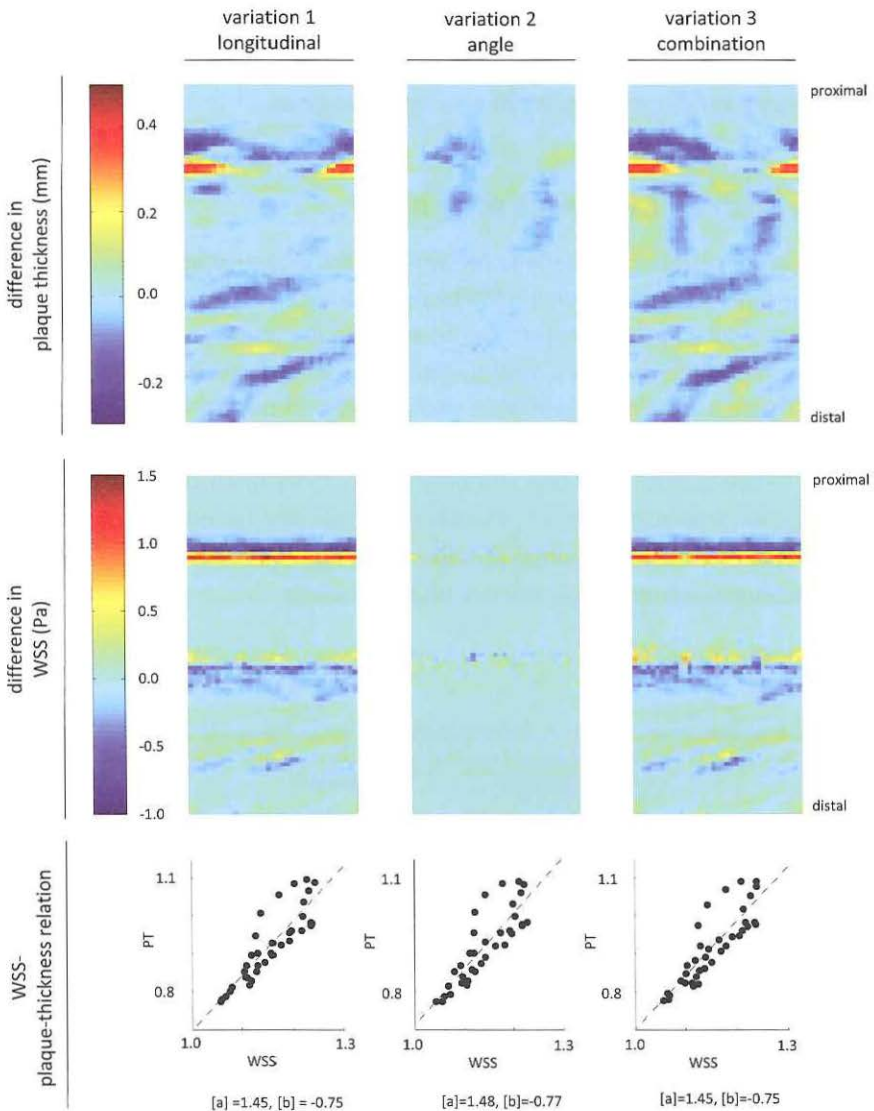 variation 1
longitudinal
variation 2
angle
variation 3
combination
difference in
plaque thickness (mm)
0.4
0.2
0.0
-0.2
proximal
distal
difference in
WSS (Pa)
1.5
1.0
0.5
0.0
-0.5
-1.0
proximal
distal
WSS-
plaque-thickness relation
1.1
PT
0.8
1.0
WSS
1.3
[a] =1.45, [b] = -0.75
1.1
PT
0.8
1.0
WSS
1.3
[a]=1.48, [b]=-0.77
1.1
PT
0.8
1.0
WSS
1.3
[a]=1.45, [b]=-0.75